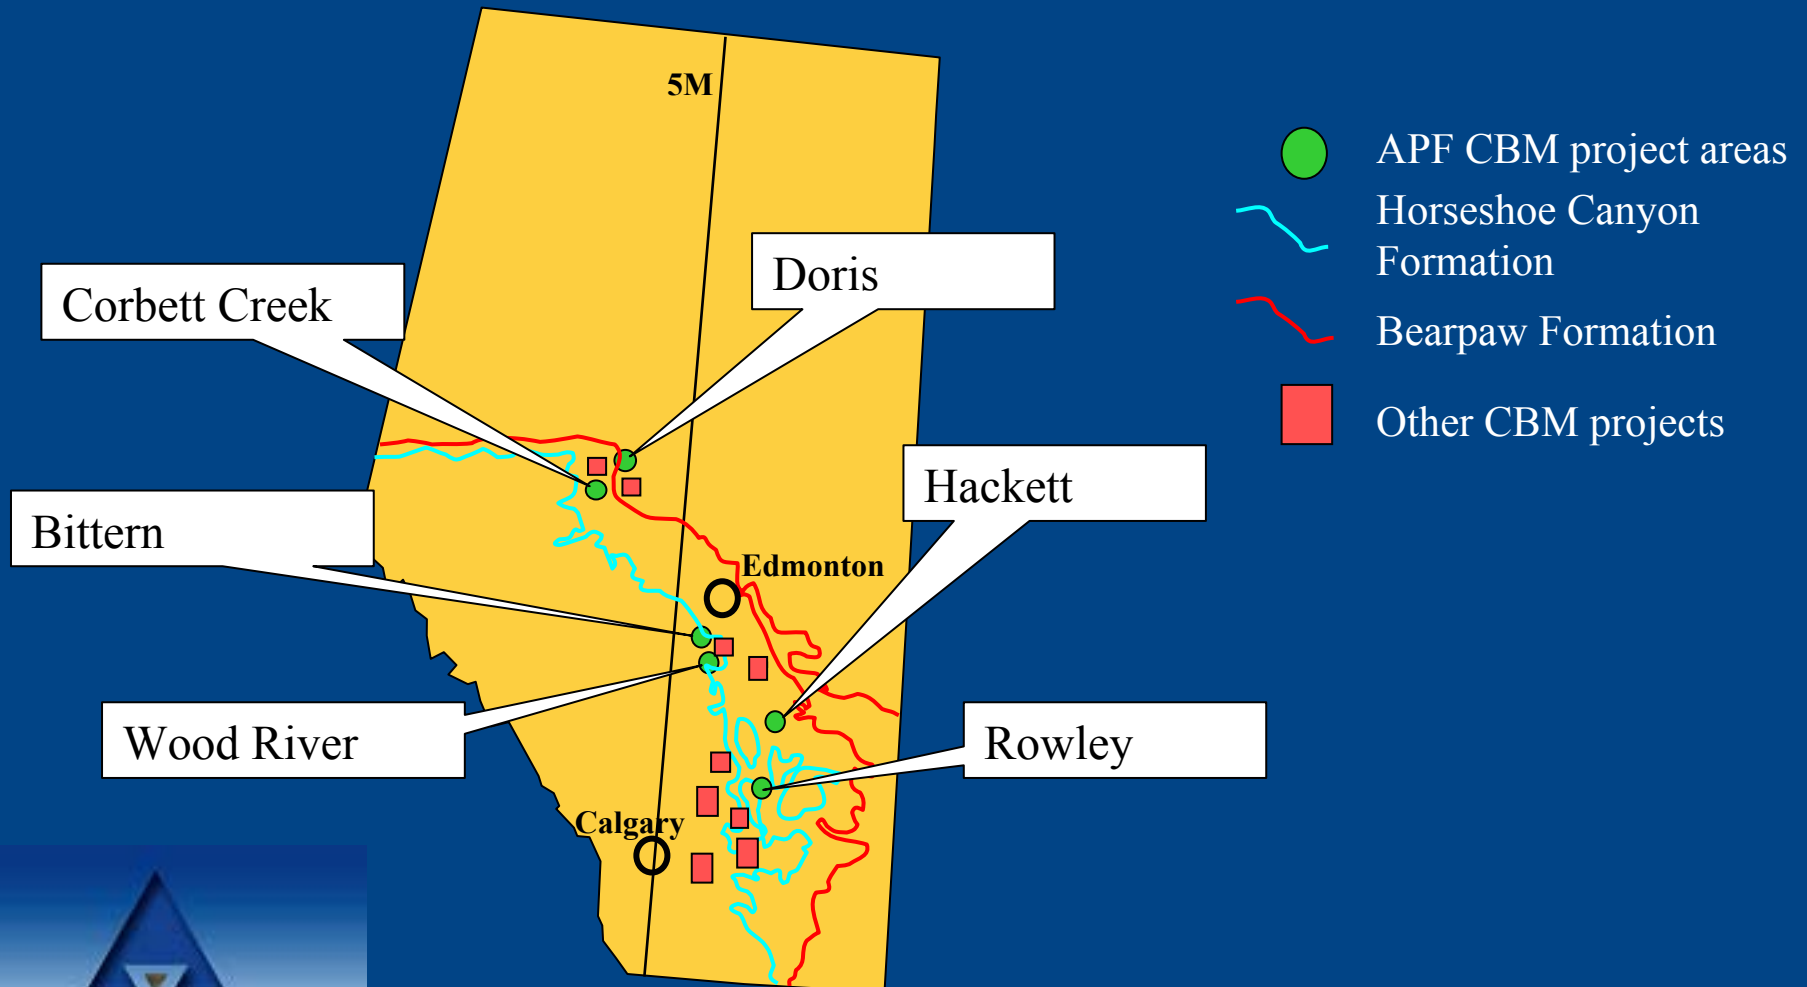 5M
APF CBM project areas
Horseshoe Canyon
Formation
Bearpaw Formation
Other CBM projects
Doris
Corbett Creek
Hackett
Bittern
Edmonton
Wood River
Rowley
Calgary